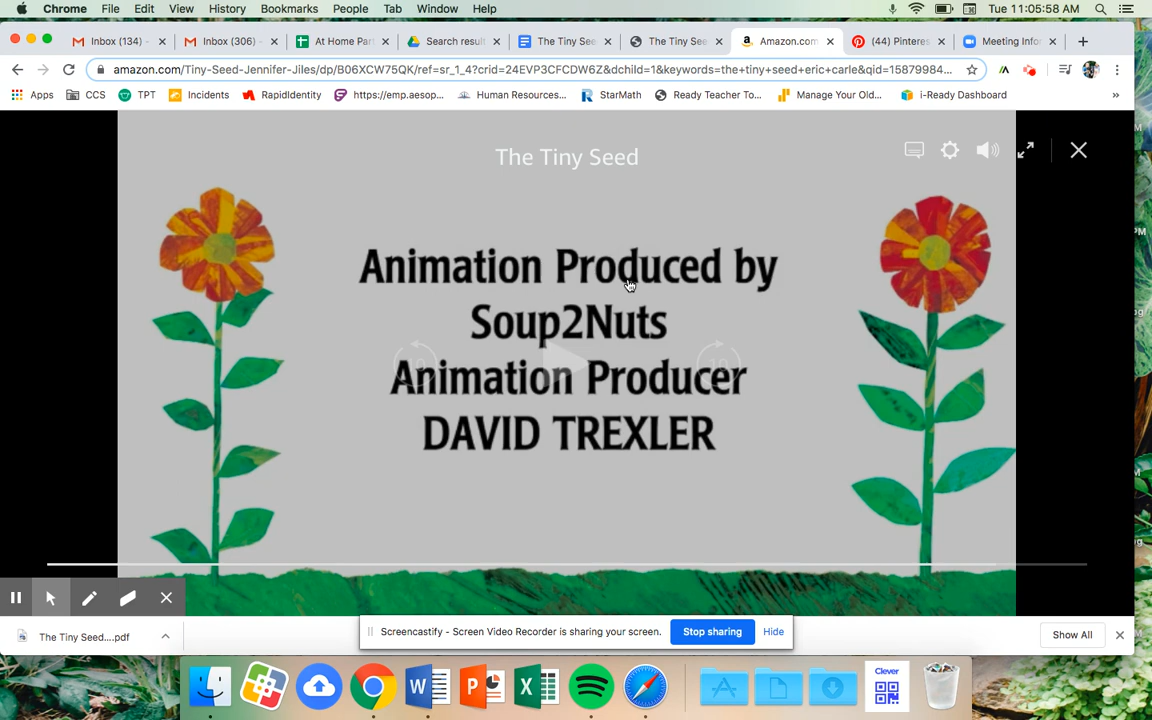 Chrome File Edit View History Bookmarks People Tab Window Help Tue 11:05:58 AM
Inbox (134) - Inbox (306) - At Home Par Search resul The Tiny See The Tiny See Amazon.com (44) Pinteres Meeting Infor
amazon.com/Tiny-Seed-Jennifer-Jiles/dp/B06XCW75QK/ref=sr_1_4?crid=24EVP3CFCDW6Z&dchild=1&keywords=the+tiny+seed+eric+carle&qid=15879984...
Apps CCS TPT Incidents RapidIdentity https://emp.aesop... Human Resources... StarMath Ready Teacher To... Manage Your Old... i-Ready Dashboard »
The Tiny Seed
Animation Produced by
Soup2Nuts
10 10
Animation Producer
DAVID TREXLER
Screencastify - Screen Video Recorder is sharing your screen. Stop sharing Hide
The Tiny Seed....pdf Show All
Clever